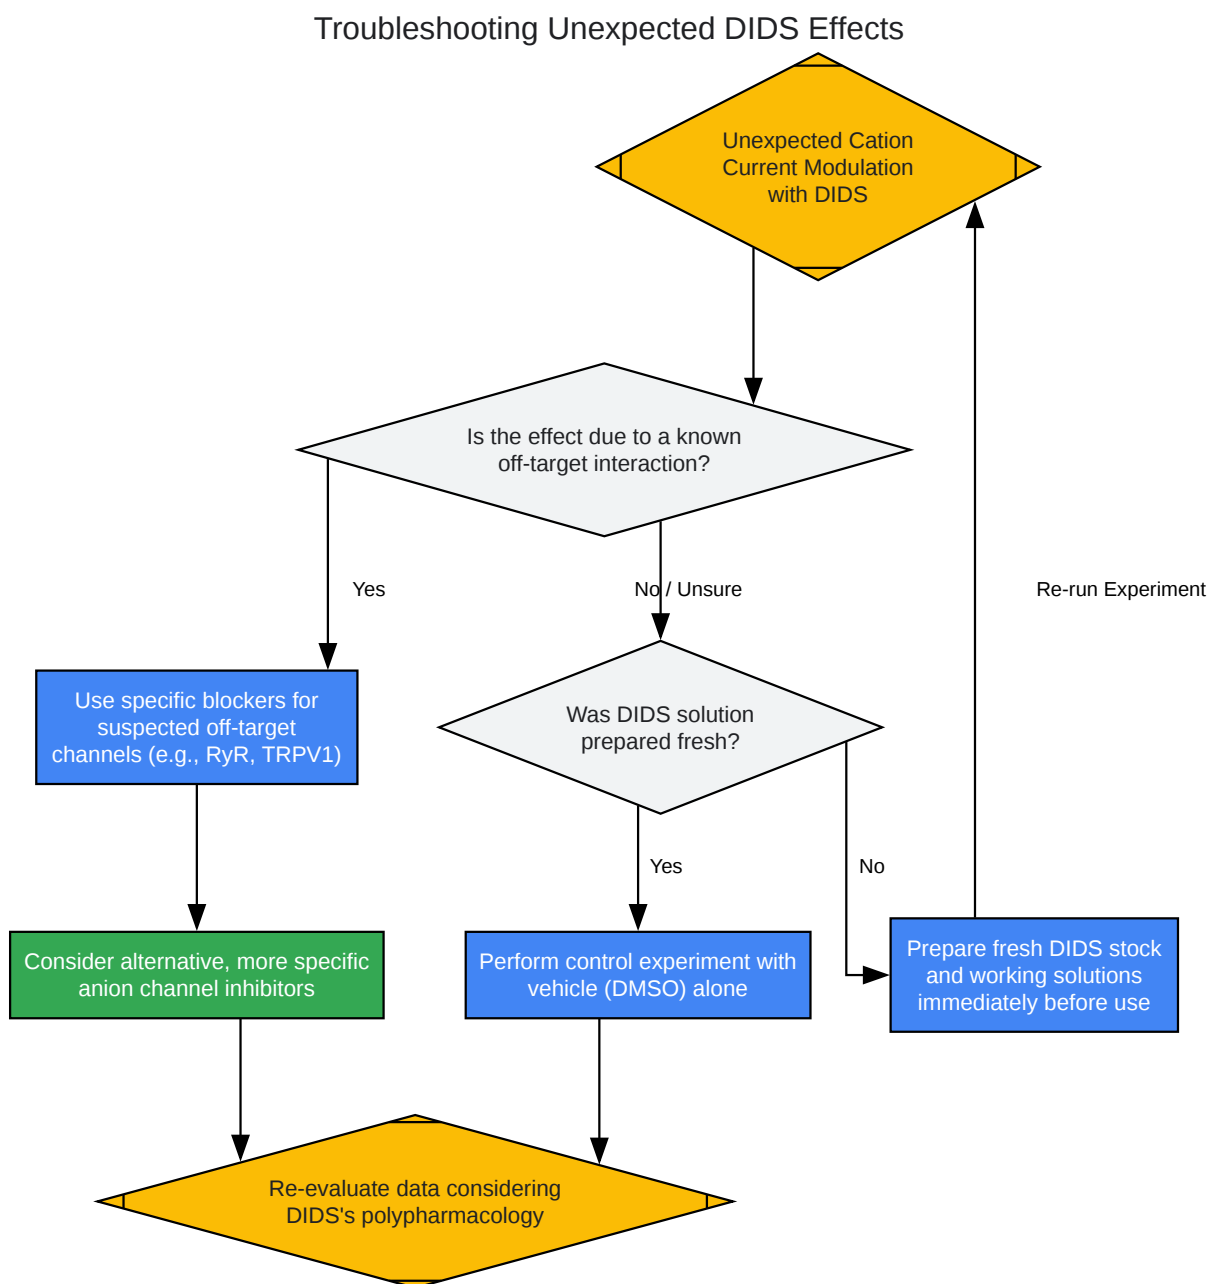 Troubleshooting Unexpected DIDS Effects
Unexpected Cation
Current Modulation
with DIDS
Is the effect due to a known
off-target interaction?
Yes
No / Unsure
Re-run Experiment
Use specific blockers for
suspected off-target
channels (e.g., RyR, TRPV1)
Was DIDS solution
prepared fresh?
Yes
No
Consider alternative, more specific
anion channel inhibitors
Perform control experiment with
vehicle (DMSO) alone
Prepare fresh DIDS stock
and working solutions
immediately before use
Re-evaluate data considering
DIDS's polypharmacology